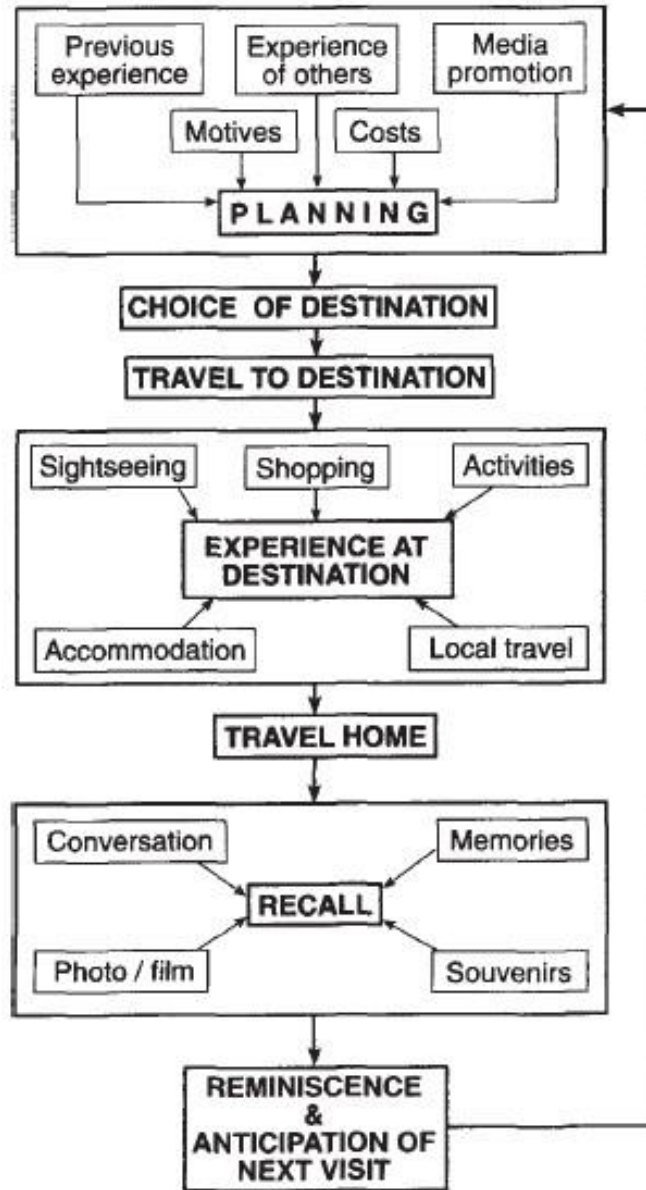 Previous
experience
Experience
of others
Media
promotion
Motives
Costs
PLANNING
CHOICE OF DESTINATION
TRAVEL TO DESTINATION
Sightseeing
Shopping
Activities
EXPERIENCE AT
DESTINATION
Accommodation
Local travel
TRAVEL HOME
Conversation
Memories
RECALL
Photo / film
Souvenirs
REMINISCENCE
&
ANTICIPATION OF
NEXT VISIT